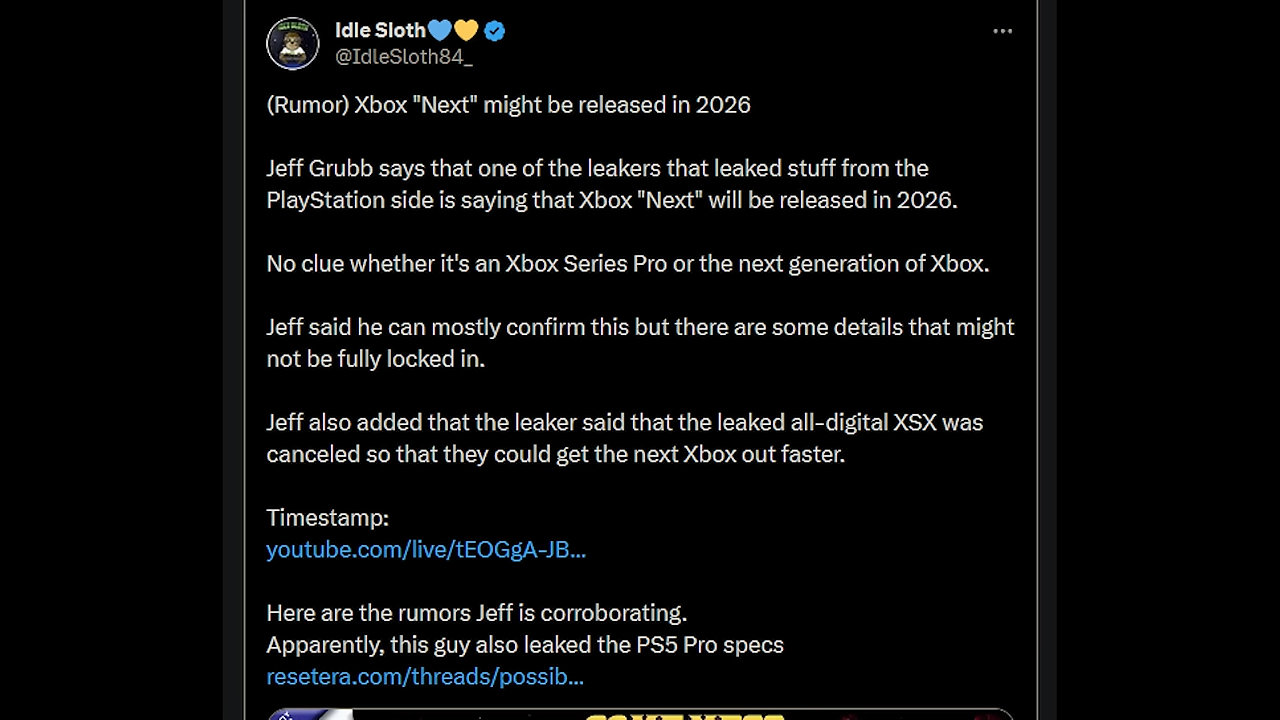 Idle Sloth💙💛
@IdleSloth84_
(Rumor) Xbox "Next" might be released in 2026
Jeff Grubb says that one of the leakers that leaked stuff from the
PlayStation side is saying that Xbox "Next" will be released in 2026.
No clue whether it's an Xbox Series Pro or the next generation of Xbox.
Jeff said he can mostly confirm this but there are some details that might
not be fully locked in.
Jeff also added that the leaker said that the leaked all-digital XSX was
canceled so that they could get the next Xbox out faster.
Timestamp:
youtube.com/live/tEOGgA-JB...
Here are the rumors Jeff is corroborating.
Apparently, this guy also leaked the PS5 Pro specs
resetera.com/threads/possib...